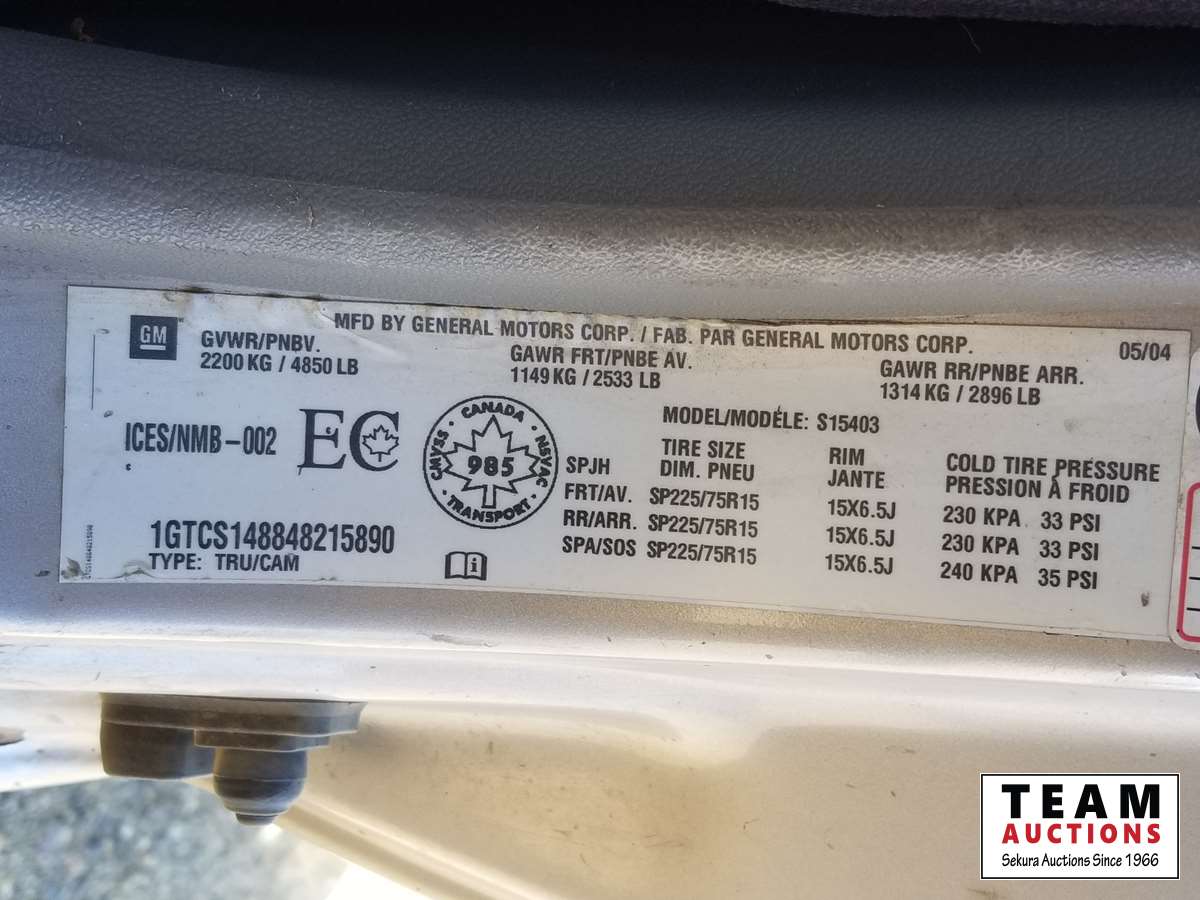 GM
MFD BY GENERAL MOTORS CORP. / FAB. PAR GENERAL MOTORS CORP.
05/04
GVWR/PNBV.
2200 KG / 4850 LB
GAWR FRT/PNBE AV.
1149 KG / 2533 LB
GAWR RR/PNBE ARR.
1314 KG / 2896 LB
ICES/NMB-002
EC
CANADA
CMVSS 985 NSVAC
TRANSPORT
MODEL/MODÉLE: S15403
SPJH TIRE SIZE RIM COLD TIRE PRESSURE
DIM. PNEU JANTE PRESSION À FROID
FRT/AV. SP225/75R15 15X6.5J 230 KPA 33 PSI
RR/ARR. SP225/75R15 15X6.5J 230 KPA 33 PSI
SPA/SOS SP225/75R15 15X6.5J 240 KPA 35 PSI
1GTCS148848215890
TYPE: TRU/CAM
i
TEAM
AUCTIONS
Sekura Auctions Since 1966